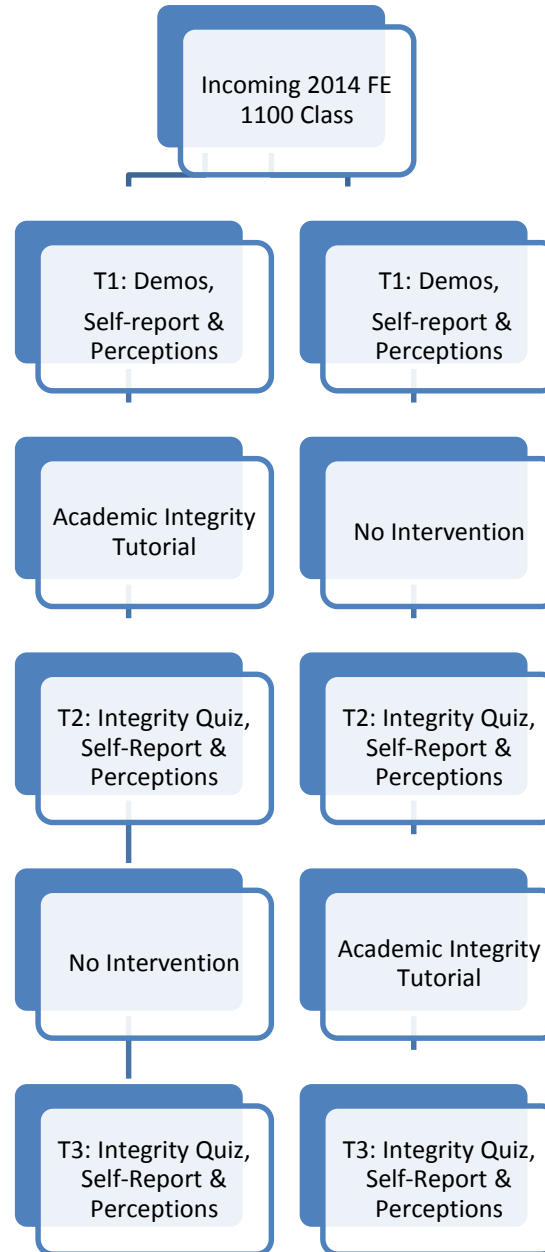 Incoming 2014 FE
1100 Class
T1: Demos,
Self-report &
Perceptions
T1: Demos,
Self-report &
Perceptions
Academic Integrity
Tutorial
No Intervention
T2: Integrity Quiz,
Self-Report &
Perceptions
T2: Integrity Quiz,
Self-Report &
Perceptions
No Intervention
Academic Integrity
Tutorial
T3: Integrity Quiz,
Self-Report &
Perceptions
T3: Integrity Quiz,
Self-Report &
Perceptions